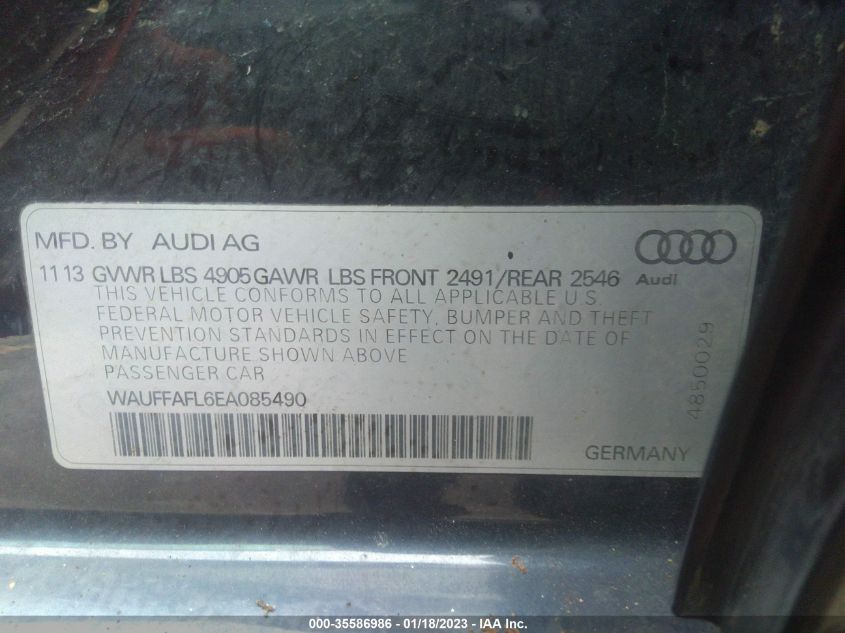 MFD. BY AUDI AG
11 13 GVWR LBS 4905 GAWR LBS FRONT 2491/REAR 2546
Audi
THIS VEHICLE CONFORMS TO ALL APPLICABLE U.S.
FEDERAL MOTOR VEHICLE SAFETY, BUMPER AND THEFT
PREVENTION STANDARDS IN EFFECT ON THE DATE OF
MANUFACTURE SHOWN ABOVE
PASSENGER CAR
WAUFFAFL6EA085490
GERMANY
4850029
000-35586986 - 01/18/2023 - IAA Inc.